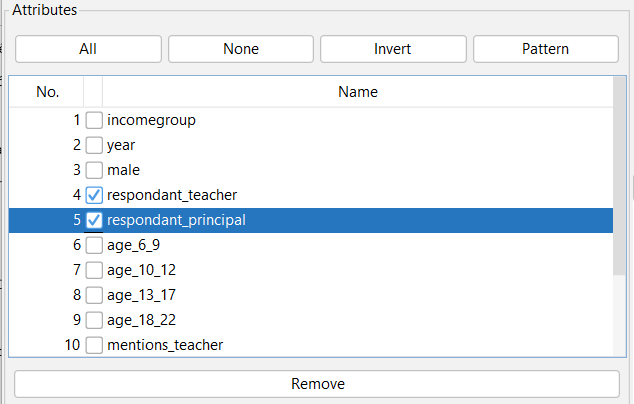 Attributes
All None Invert Pattern
No. Name
1 incomegroup
2 year
3 male
4 respondant_teacher
5 respondant_principal
6 age_6_9
7 age_10_12
8 age_13_17
9 age_18_22
10 mentions_teacher
Remove